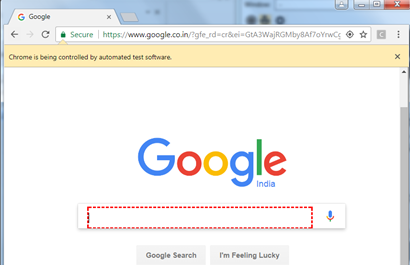 Google
Secure
https://www.google.co.in/?gfe_rd=cr&ei=GtA3WajRGMby8Af7oYnwCg
Chrome is being controlled by automated test software.
Google
India
Google Search
I'm Feeling Lucky